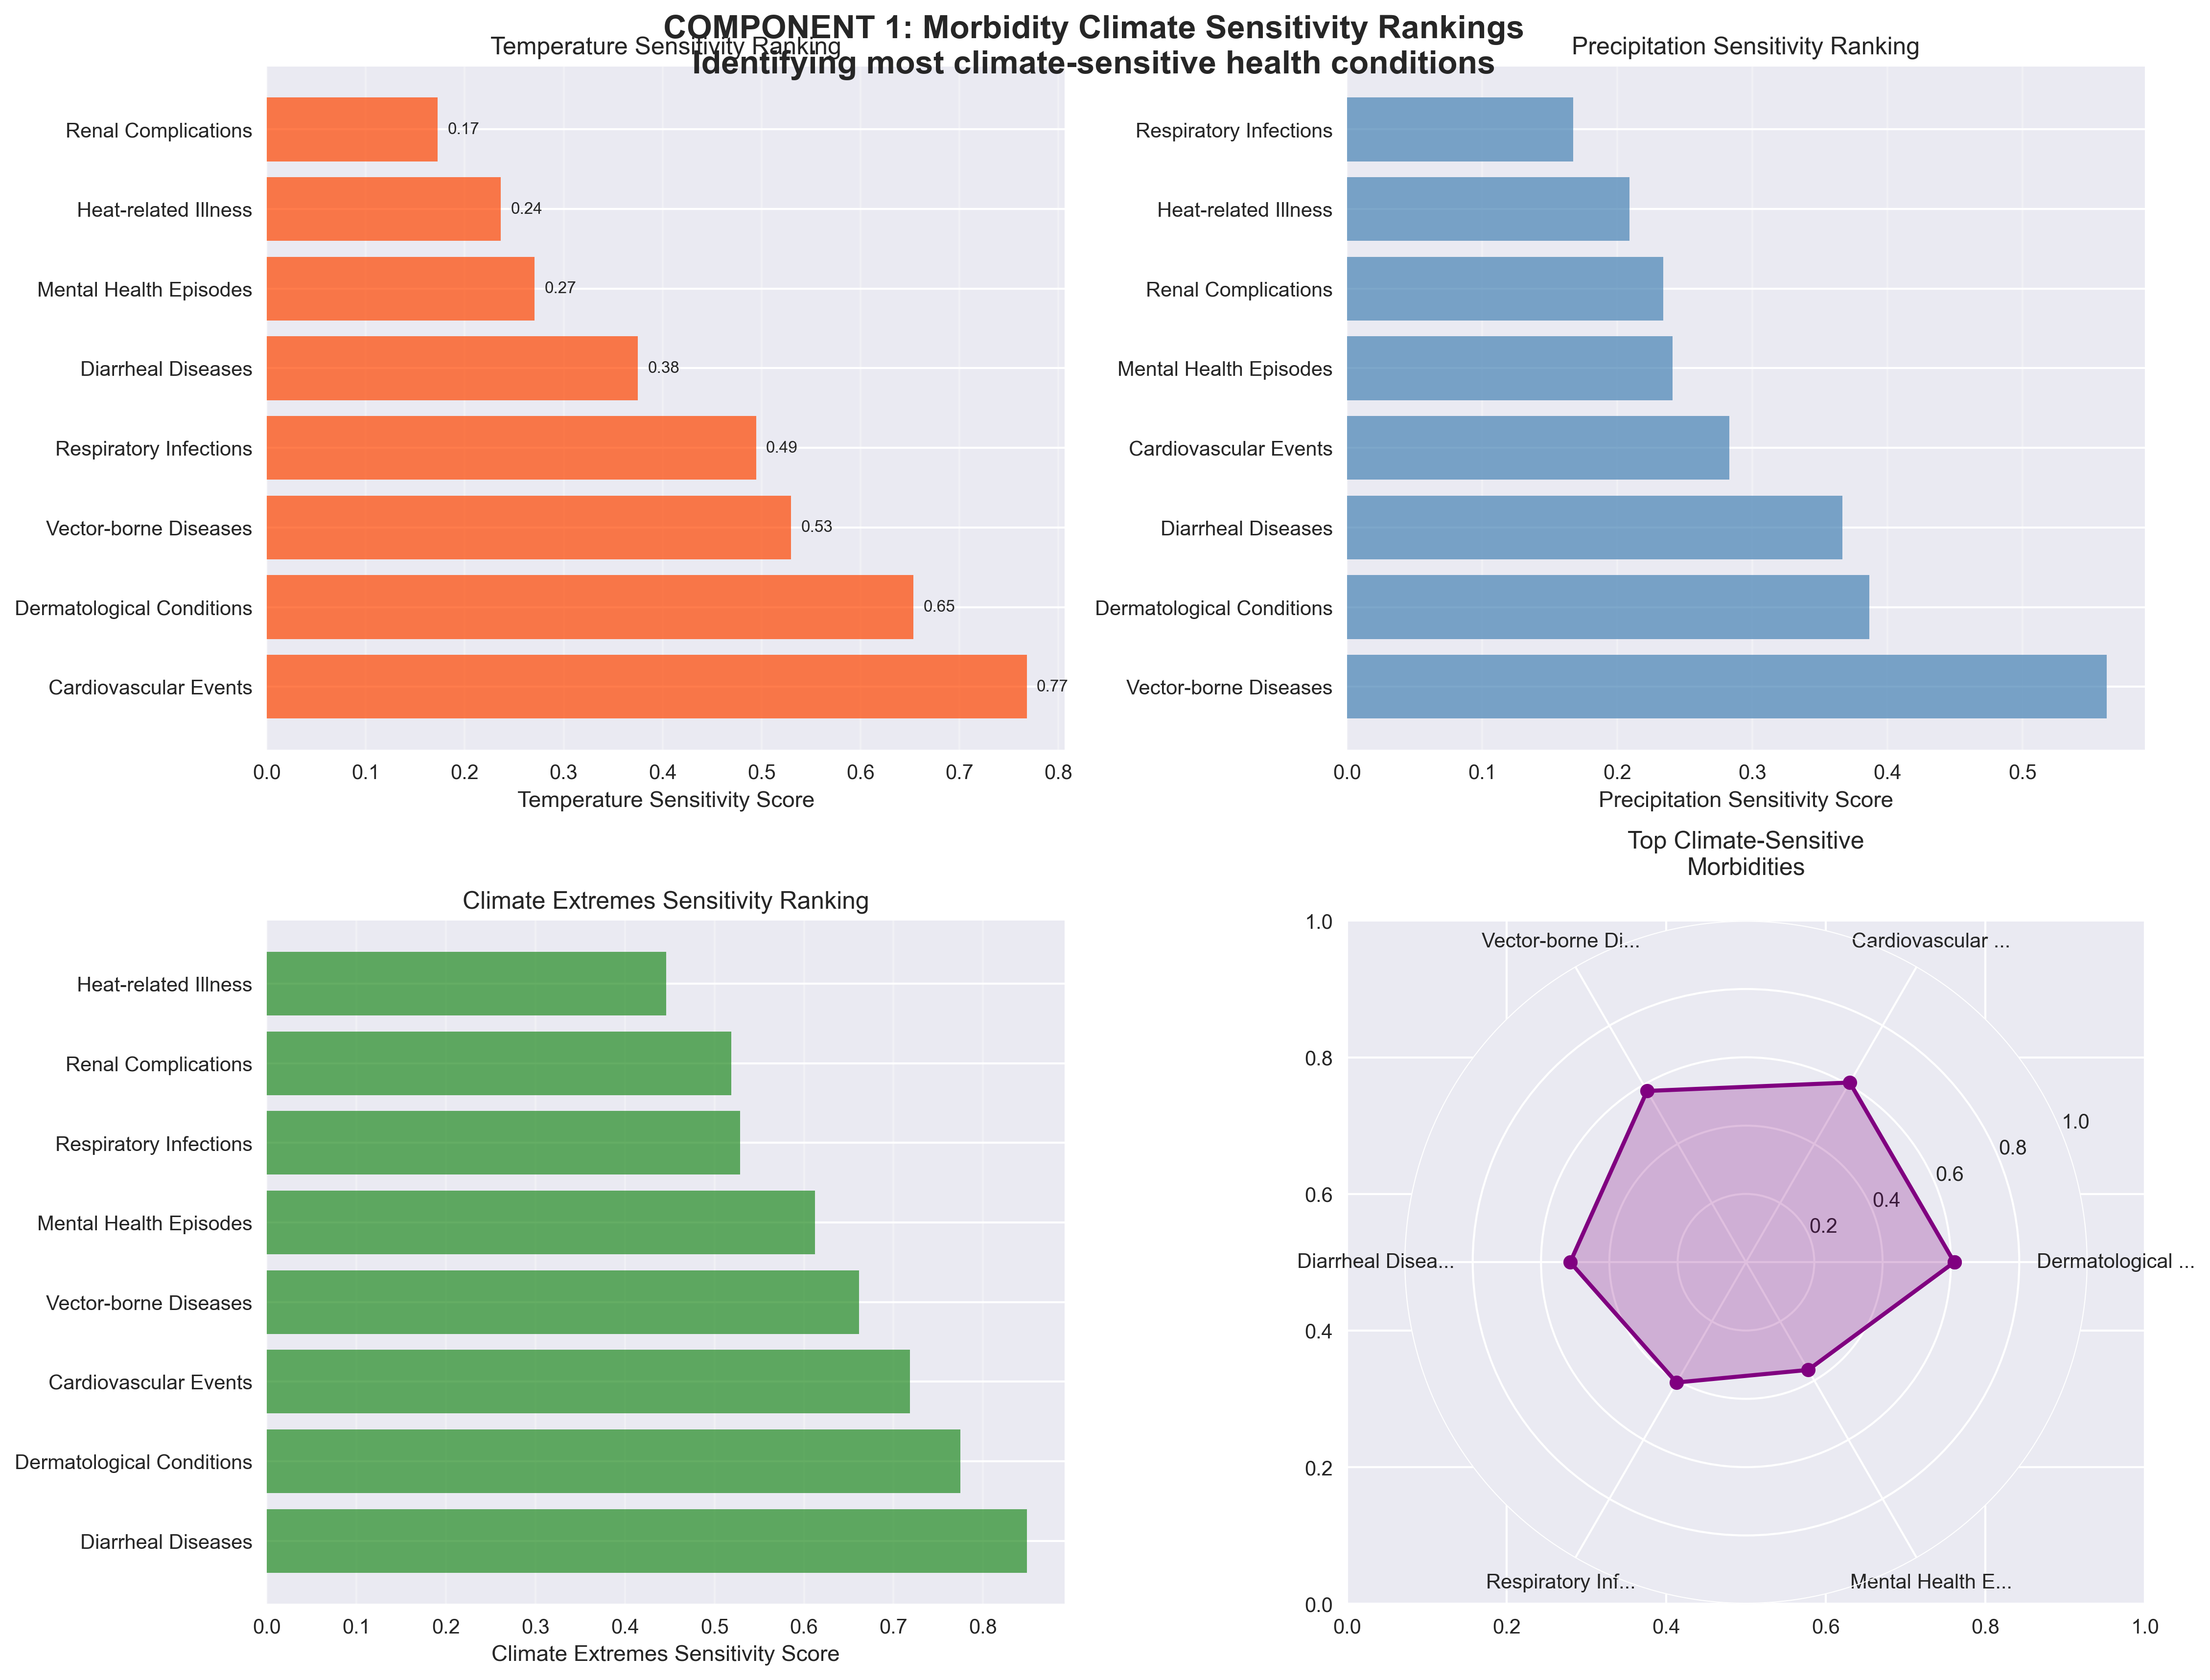 COMPONENT 1: Morbidity Climate Sensitivity Rankings
Identifying most climate-sensitive health conditions
Temperature Sensitivity Ranking
Renal Complications
0.17
Heat-related Illness
0.24
Mental Health Episodes
0.27
Diarrheal Diseases
0.38
Respiratory Infections
0.49
Vector-borne Diseases
0.53
Dermatological Conditions
0.65
Cardiovascular Events
0.77
0.0 0.1 0.2 0.3 0.4 0.5 0.6 0.7 0.8
Temperature Sensitivity Score
Precipitation Sensitivity Ranking
Respiratory Infections
Heat-related Illness
Renal Complications
Mental Health Episodes
Cardiovascular Events
Diarrheal Diseases
Dermatological Conditions
Vector-borne Diseases
0.0 0.1 0.2 0.3 0.4 0.5
Precipitation Sensitivity Score
Climate Extremes Sensitivity Ranking
Heat-related Illness
Renal Complications
Respiratory Infections
Mental Health Episodes
Vector-borne Diseases
Cardiovascular Events
Dermatological Conditions
Diarrheal Diseases
0.0 0.1 0.2 0.3 0.4 0.5 0.6 0.7 0.8
Climate Extremes Sensitivity Score
Top Climate-Sensitive
Morbidities
1.0
0.8
0.6
0.4
0.2
0.0
Vector-borne Di...
Cardiovascular ...
1.0
0.8
0.6
0.4
0.2
Diarrheal Disea...
Dermatological ...
Respiratory Inf...
Mental Health E...
0.0 0.2 0.4 0.6 0.8 1.0